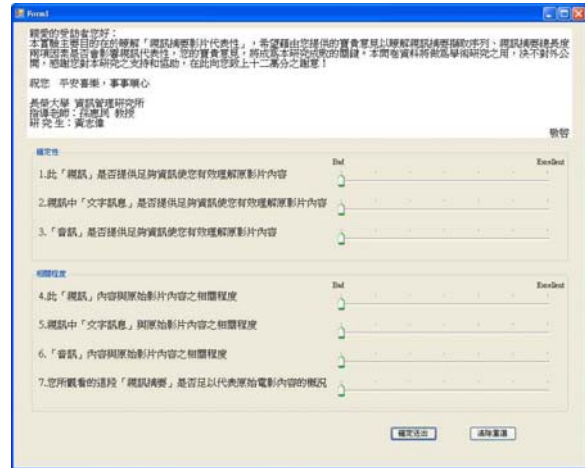 Form1
親愛的受訪者您好：
本實驗主要目的在於瞭解「視訊摘要影片代表性」，希望藉由您提供的寶貴意見以瞭解視訊摘要擷取序列、視訊摘要總長度
兩項因素是否會影響視訊代表性，您的寶貴意見，將成為本研究成敗的關鍵，本問卷資料將做為學術研究之用，決不對外公
開，感謝您對本研究之支持和協助，在此向您致上十二萬分之謝意！
祝您 平安喜樂，事事順心
長榮大學 資訊管理研究所
指導老師：孫惠民 教授
研究生：黃志偉
敬啓
穩定性
Bad Excellent
1.此「視訊」是否提供足夠資訊使您有效理解原影片內容
2.視訊中「文字訊息」是否提供足夠資訊使您有效理解原影片內容
3.「音訊」是否提供足夠資訊使您有效理解原影片內容
相關程度
Bad Excellent
4.此「視訊」內容與原始影片內容之相關程度
5.視訊中「文字訊息」與原始影片內容之相關程度
6.「音訊」內容與原始影片內容之相關程度
7.您所觀看的這段「視訊摘要」是否足以代表原始電影內容的概況
確定送出 清除重選